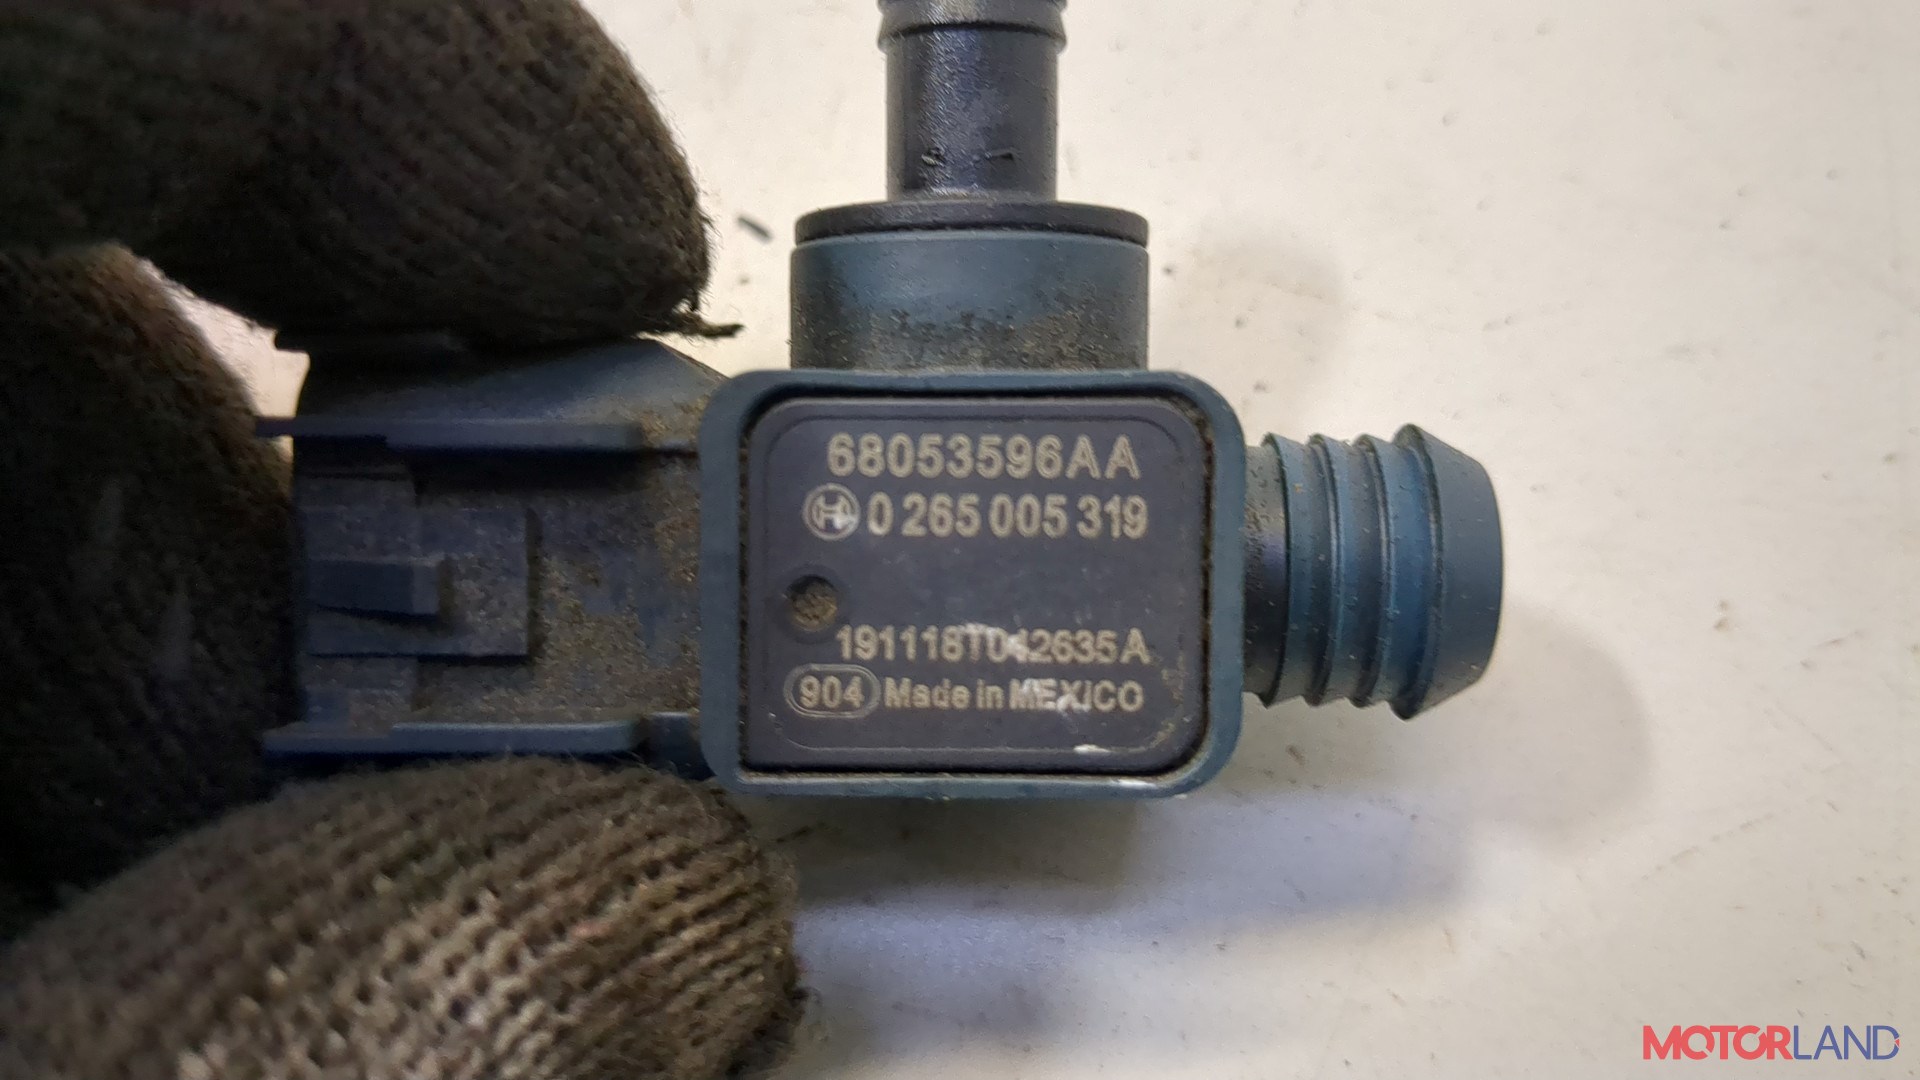 68053596AA
0 265 005 319
191118T042635A
904 Made in MEXICO
MOTORLAND